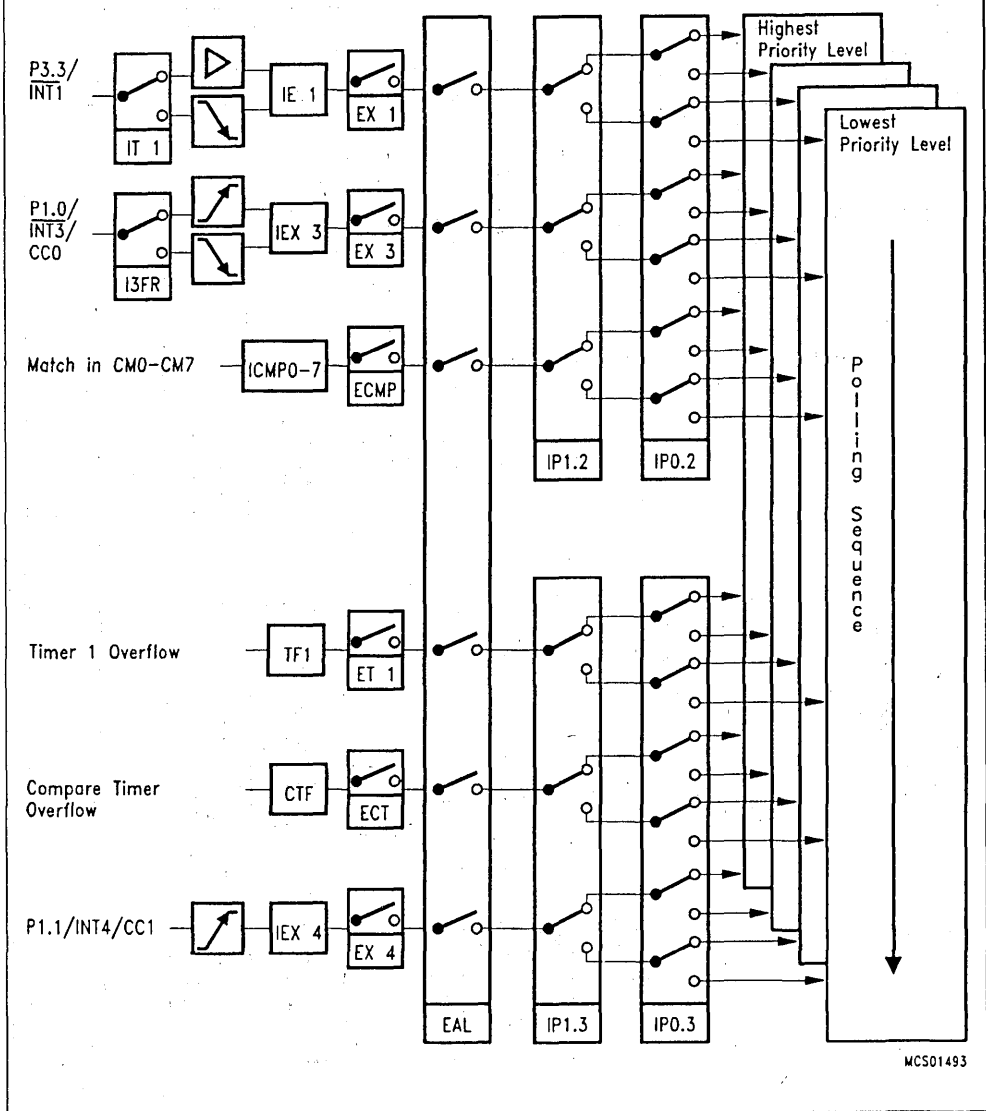 Highest
Priority Level
Lowest
Priority Level
P3.3/
INT1
IT 1
IE 1
EX 1
P1.0/
INT3/
CC0
I3FR
IEX 3
EX 3
Match in CM0-CM7
ICMP0-7
ECMP
IP1.2
IP0.2
Polling Sequence
Timer 1 Overflow
TF1
ET 1
Compare Timer
Overflow
CTF
ECT
P1.1/INT4/CC1
IEX 4
EX 4
EAL
IP1.3
IP0.3
MCS01493